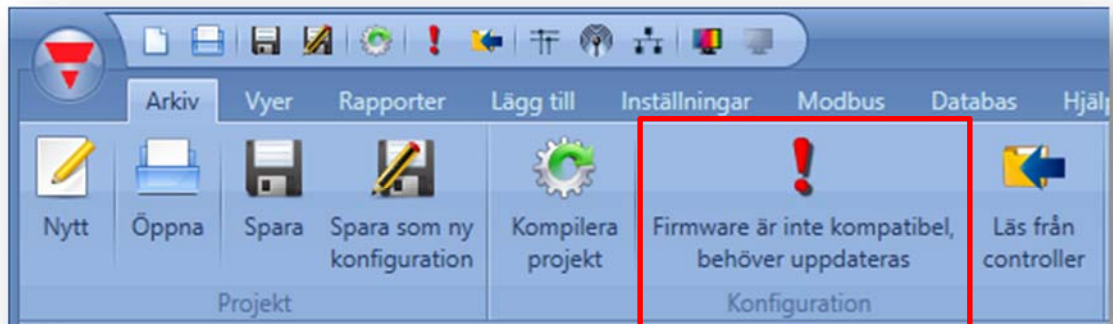 Arkiv Vyer Rapporter Lägg till Inställningar Modbus Databas Hjälp
Nytt Öppna Spara Spara som ny konfiguration Kompilera projekt Firmware är inte kompatibel, behöver uppdateras Läs från controller
Projekt Konfiguration